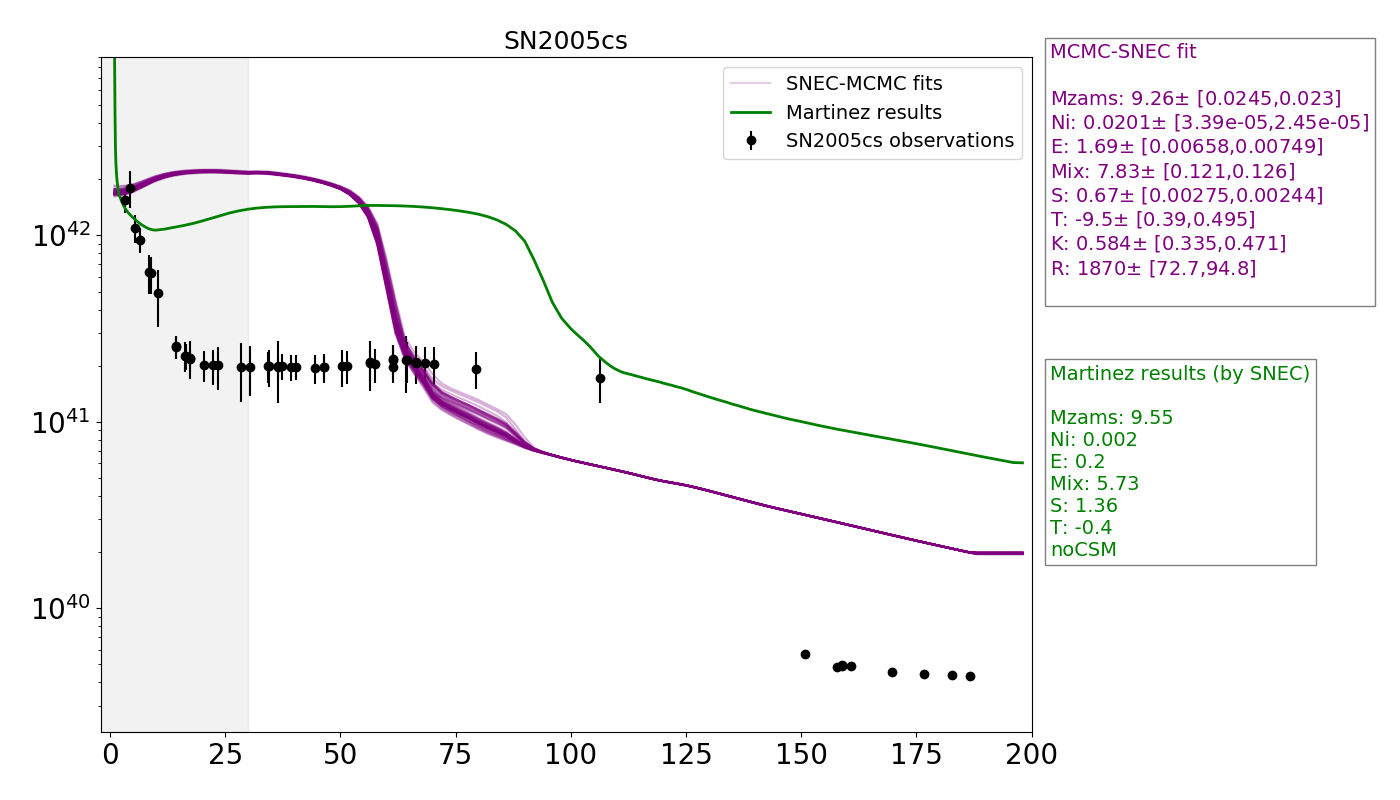 SN2005cs
SNEC-MCMC fits
Martinez results
SN2005cs observations
10^42
10^41
10^40
0 25 50 75 100 125 150 175 200
MCMC-SNEC fit
Mzams: 9.26± [0.0245,0.023]
Ni: 0.0201± [3.39e-05,2.45e-05]
E: 1.69± [0.00658,0.00749]
Mix: 7.83± [0.121,0.126]
S: 0.67± [0.00275,0.00244]
T: -9.5± [0.39,0.495]
K: 0.584± [0.335,0.471]
R: 1870± [72.7,94.8]
Martinez results (by SNEC)
Mzams: 9.55
Ni: 0.002
E: 0.2
Mix: 5.73
S: 1.36
T: -0.4
noCSM